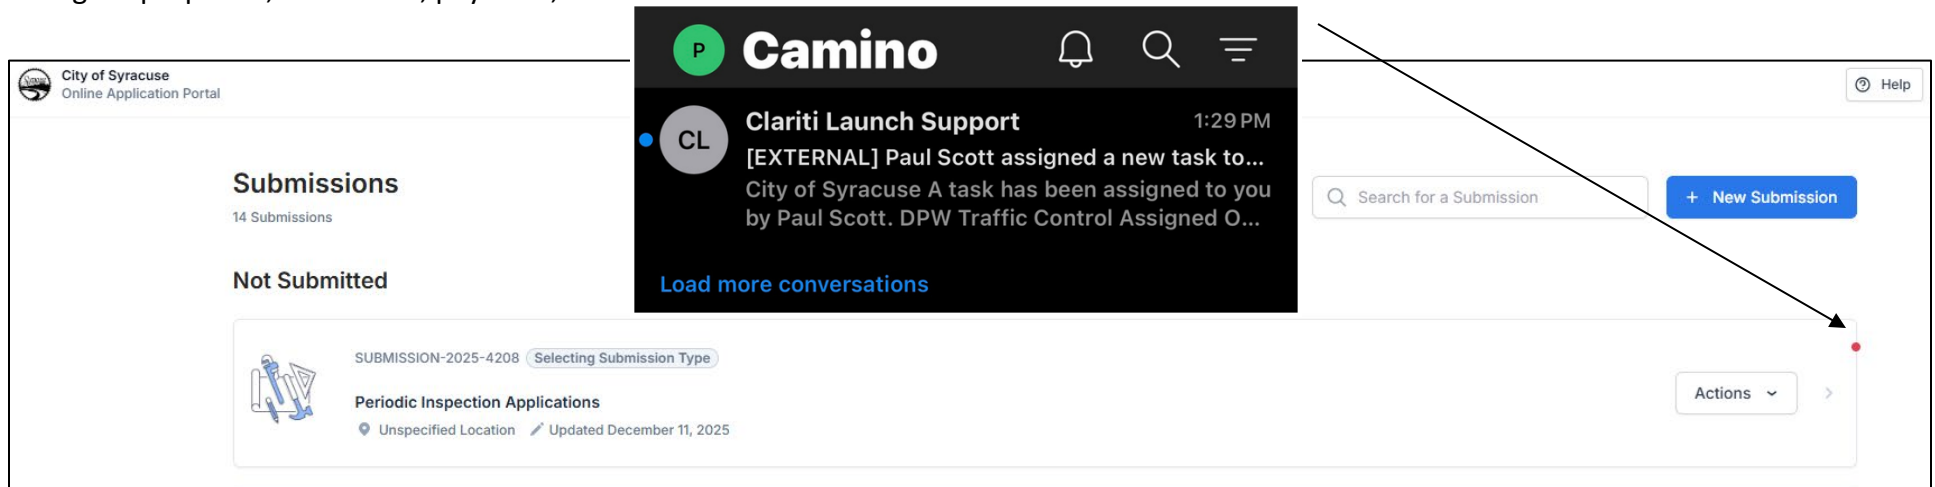 City of Syracuse
Online Application Portal
P
Camino
Help
CL
Clariti Launch Support
1:29 PM
[EXTERNAL] Paul Scott assigned a new task to...
City of Syracuse A task has been assigned to you
by Paul Scott. DPW Traffic Control Assigned O...
Load more conversations
Submissions
14 Submissions
Search for a Submission
+ New Submission
Not Submitted
SUBMISSION-2025-4208 Selecting Submission Type
Periodic Inspection Applications
Unspecified Location Updated December 11, 2025
Actions